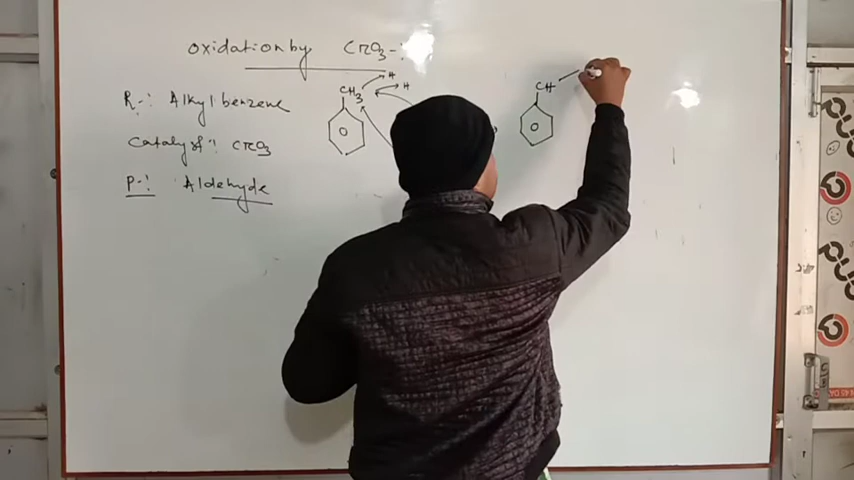 Oxidation by CrO3 -:
R -: Alkyl benzene
Catalyst: CrO3
P -: Aldehyde
CH3
H
H
CH